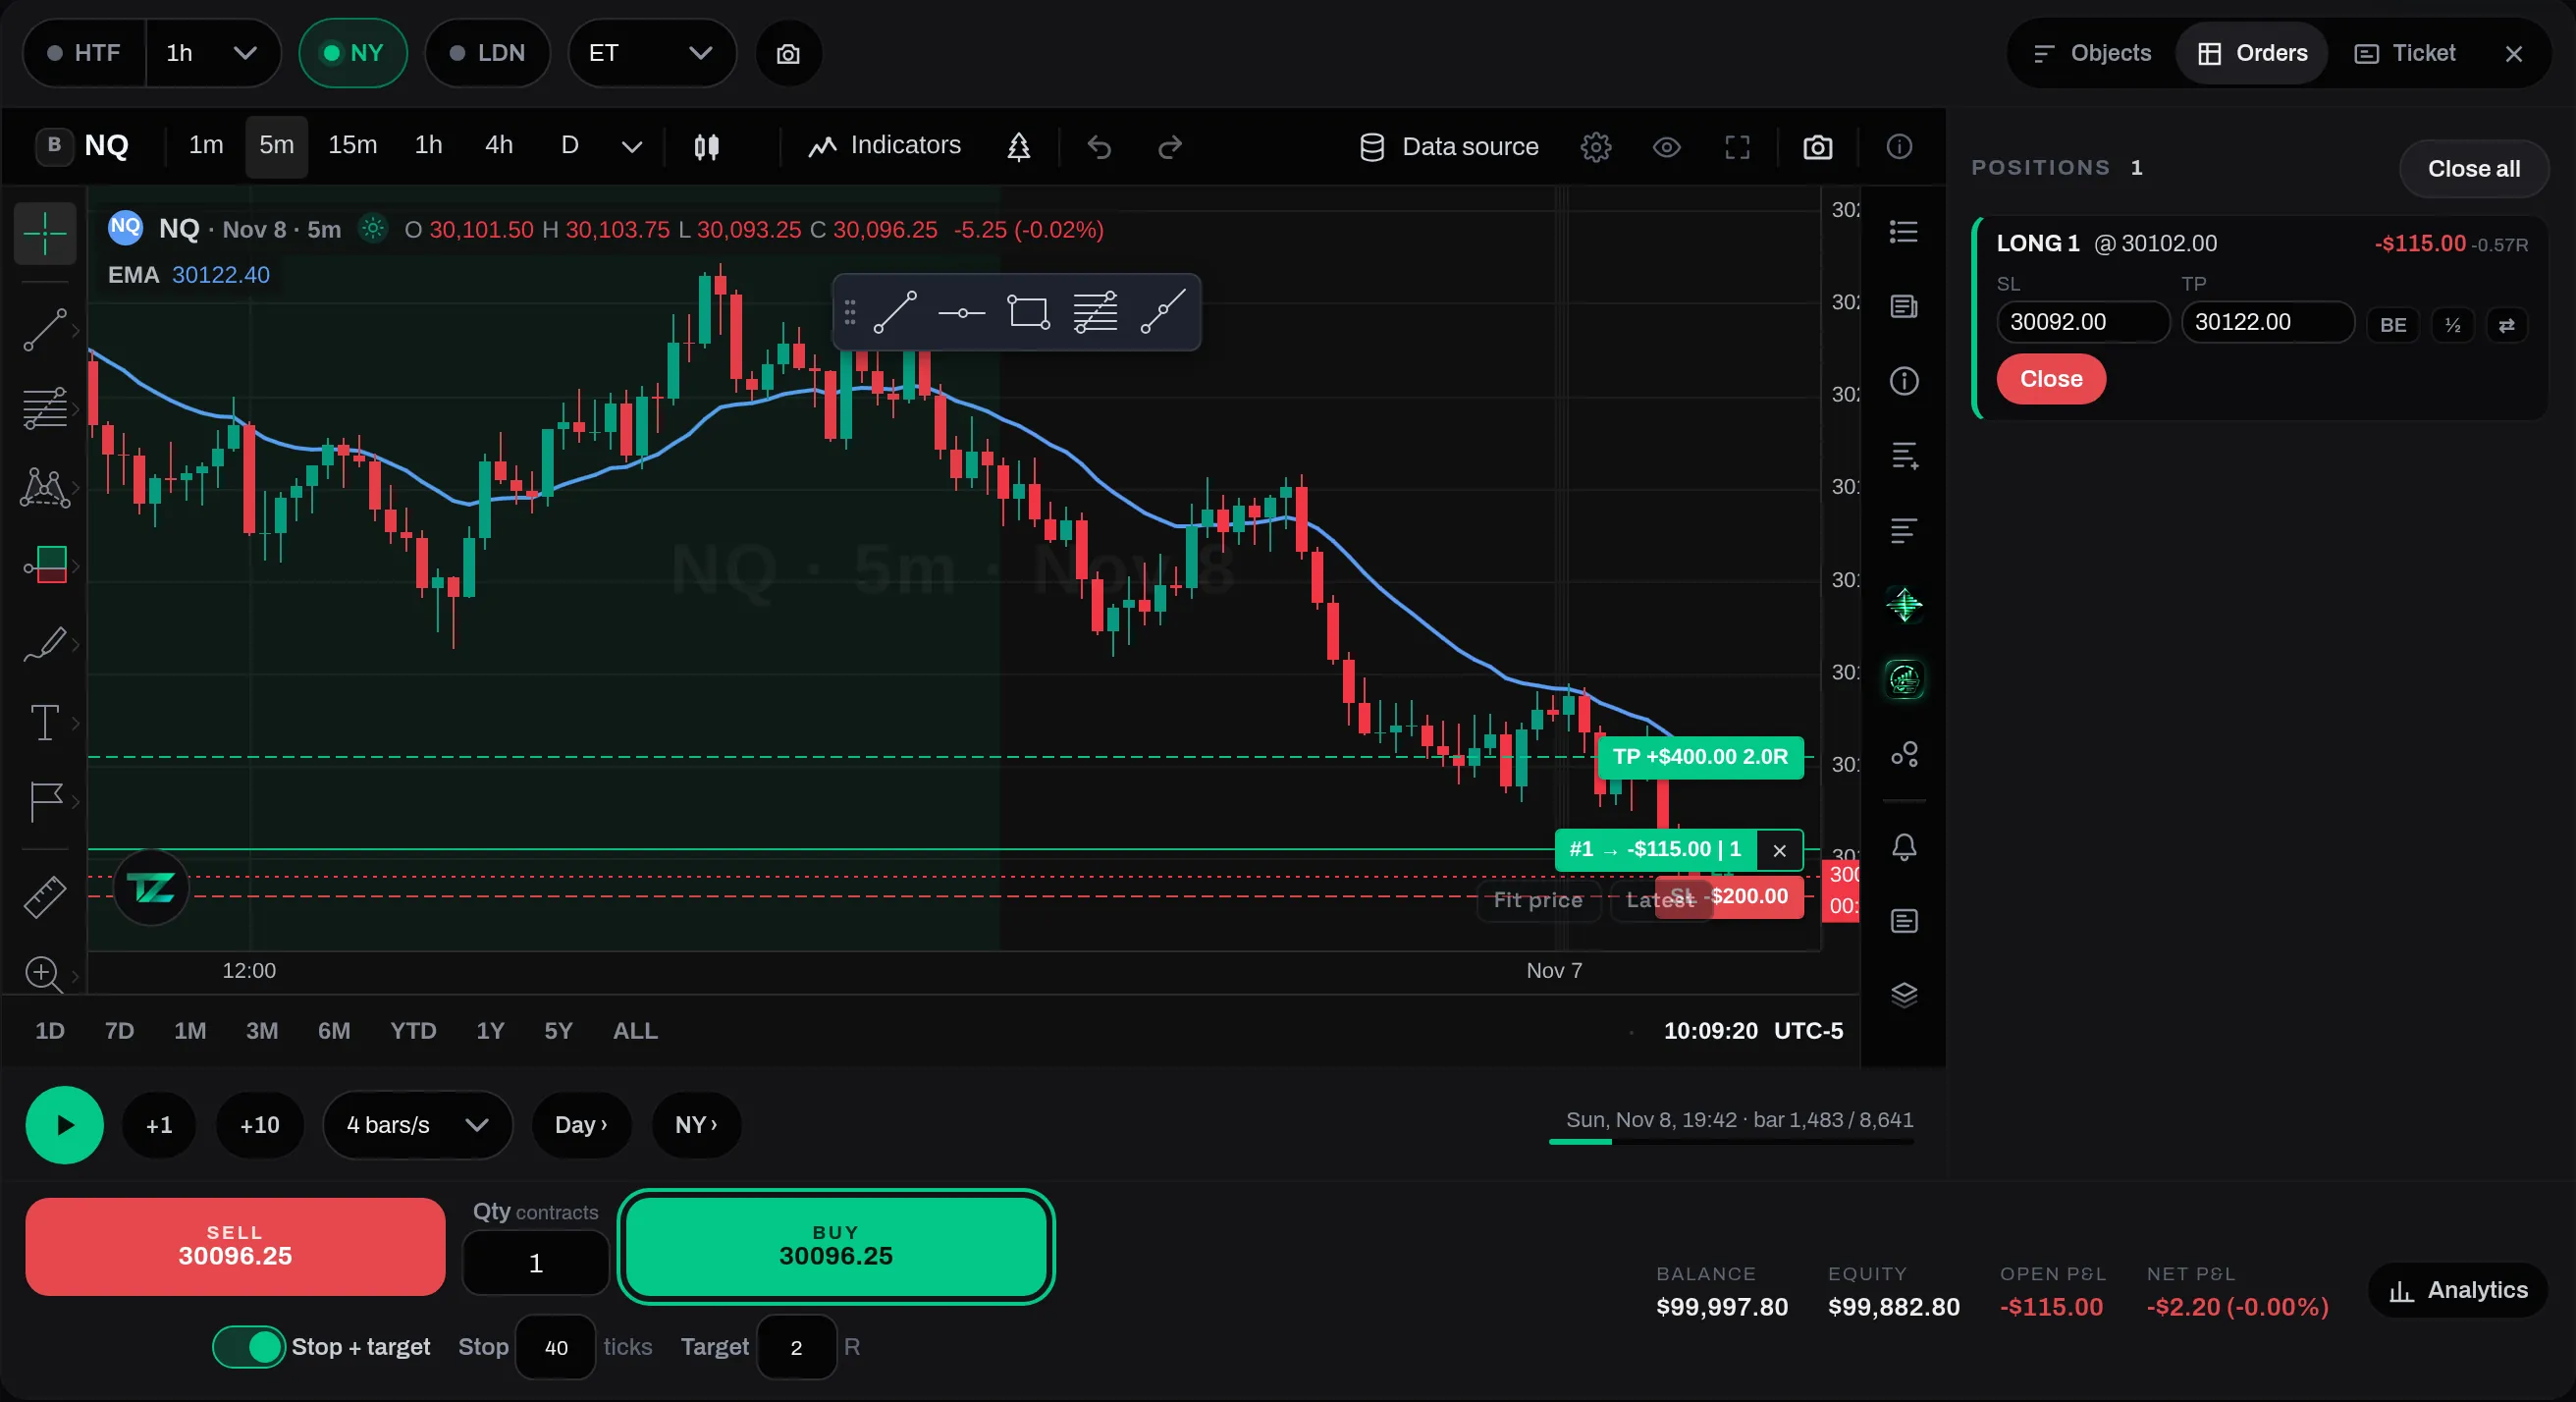 HTF 1h NY LDN ET Objects Orders Ticket
B NQ 1m 5m 15m 1h 4h D Indicators Data source
POSITIONS 1 Close all
NQ NQ · Nov 8 · 5m O 30,101.50 H 30,103.75 L 30,093.25 C 30,096.25 -5.25 (-0.02%)
EMA 30122.40
LONG 1 @ 30102.00 -$115.00 -0.57R
SL TP
30092.00 30122.00 BE ½ ⇄
Close
NQ · 5m · Nov 8
TP +$400.00 2.0R
#1 → -$115.00 | 1 ×
Fit price Latest SL -$200.00
TZ
12:00 Nov 7
1D 7D 1M 3M 6M YTD 1Y 5Y ALL 10:09:20 UTC-5
+1 +10 4 bars/s Day › NY › Sun, Nov 8, 19:42 · bar 1,483 / 8,641
SELL
30096.25
Qty contracts
1
BUY
30096.25
Stop + target Stop 40 ticks Target 2 R
BALANCE EQUITY OPEN P&L NET P&L
$99,997.80 $99,882.80 -$115.00 -$2.20 (-0.00%) Analytics